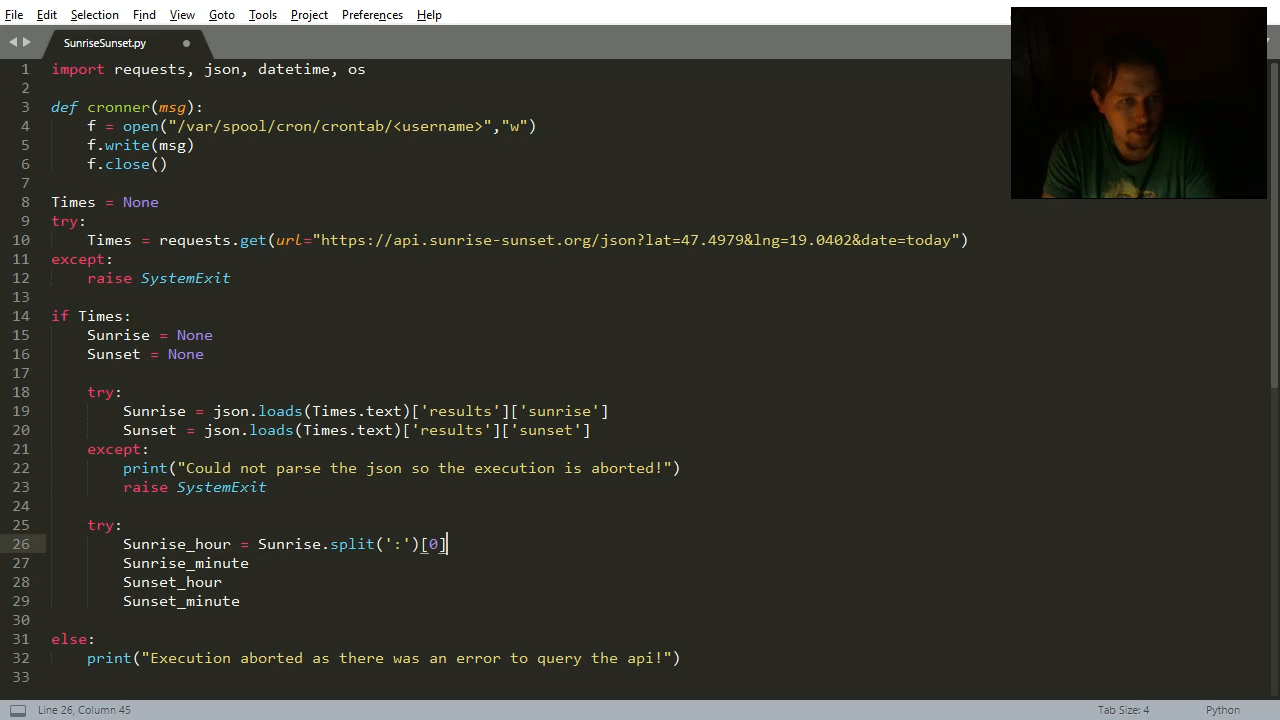 File Edit Selection Find View Goto Tools Project Preferences Help
SunriseSunset.py
1 import requests, json, datetime, os
2
3 def cronner(msg):
4     f = open("/var/spool/cron/crontab/<username>","w")
5     f.write(msg)
6     f.close()
7
8 Times = None
9 try:
10     Times = requests.get(url="https://api.sunrise-sunset.org/json?lat=47.4979&lng=19.0402&date=today")
11 except:
12     raise SystemExit
13
14 if Times:
15     Sunrise = None
16     Sunset = None
17
18     try:
19         Sunrise = json.loads(Times.text)['results']['sunrise']
20         Sunset = json.loads(Times.text)['results']['sunset']
21     except:
22         print("Could not parse the json so the execution is aborted!")
23         raise SystemExit
24
25     try:
26         Sunrise_hour = Sunrise.split(':')[0]
27         Sunrise_minute
28         Sunset_hour
29         Sunset_minute
30
31 else:
32     print("Execution aborted as there was an error to query the api!")
33
Line 26, Column 45 Tab Size: 4 Python